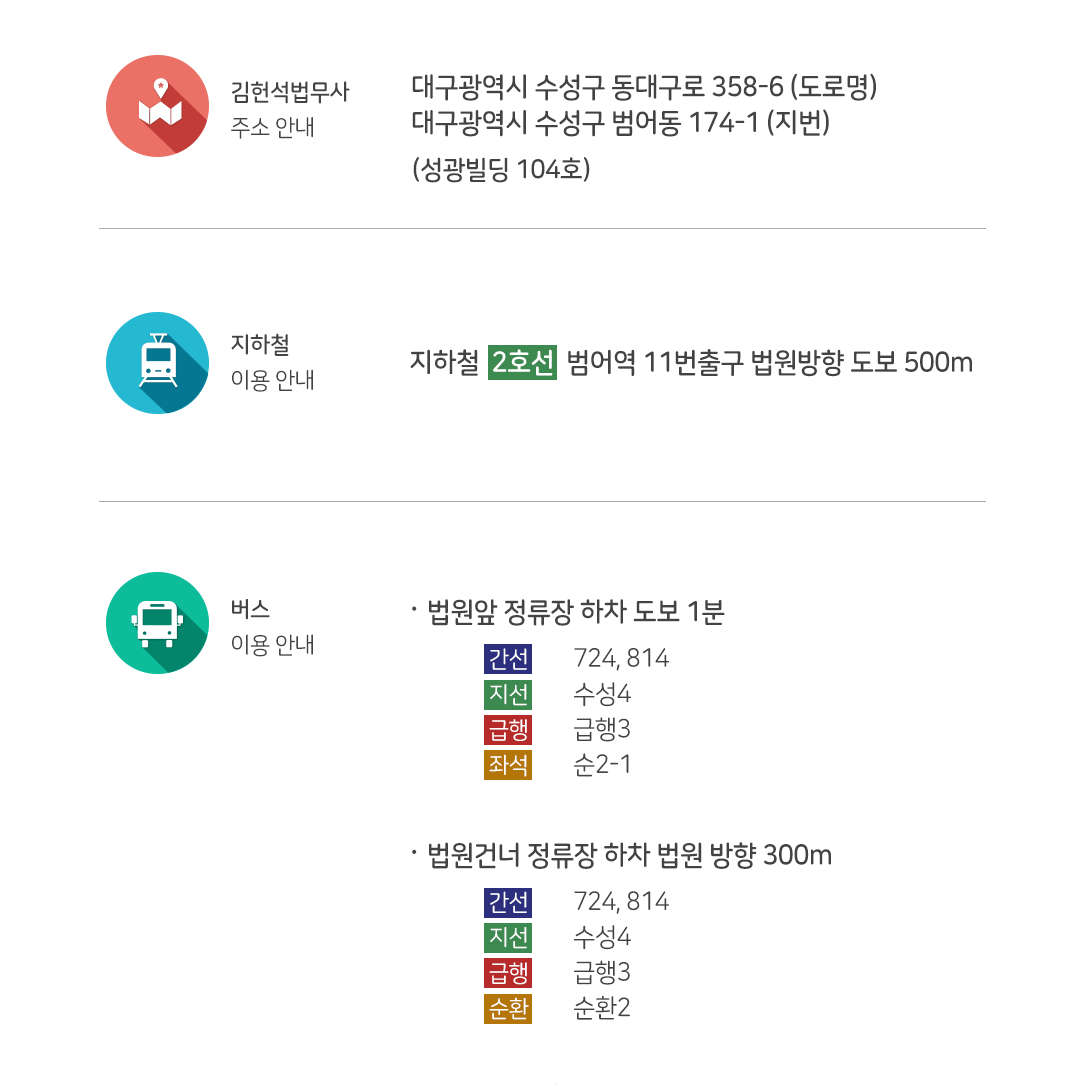 김헌석법무사
주소 안내
대구광역시 수성구 동대구로 358-6 (도로명)
대구광역시 수성구 범어동 174-1 (지번)
(성광빌딩 104호)
지하철
이용 안내
지하철 2호선 범어역 11번출구 법원방향 도보 500m
버스
이용 안내
· 법원앞 정류장 하차 도보 1분
간선 724, 814
지선 수성4
급행 급행3
좌석 순2-1
· 법원건너 정류장 하차 법원 방향 300m
간선 724, 814
지선 수성4
급행 급행3
순환 순환2